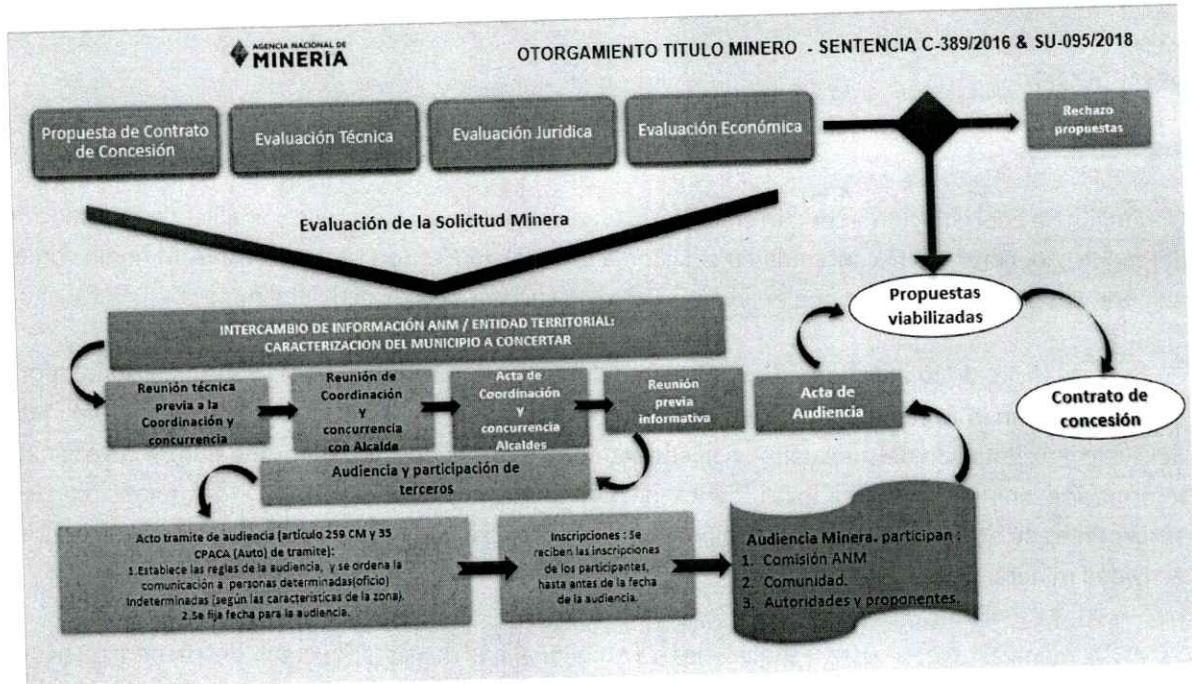 AGENCIA NACIONAL DE
MINERÍA
OTORGAMIENTO TITULO MINERO - SENTENCIA C-389/2016 & SU-095/2018
Propuesta de Contrato
de Concesión
Evaluación Técnica
Evaluación Jurídica
Evaluación Económica
Rechazo
propuestas
Evaluación de la Solicitud Minera
Propuestas
viabilizadas
Contrato de
concesión
INTERCAMBIO DE INFORMACIÓN ANM / ENTIDAD TERRITORIAL:
CARACTERIZACION DEL MUNICIPIO A CONCERTAR
Reunión técnica
previa a la
Coordinación y
concurrencia
Reunión de
Coordinación
y
concurrencia
con Alcalde
Acta de
Coordinación
y
concurrencia
Alcaldes
Reunión
previa
informativa
Acta de
Audiencia
Audiencia y participación de
terceros
Acto tramite de audiencia (artículo 259 CM y 35
CPACA (Auto) de tramite):
1.Establece las reglas de la audiencia, y se ordena la
comunicación a personas determinadas(oficio)
Indeterminadas (según las características de la zona).
2.Se fija fecha para la audiencia.
Inscripciones : Se
reciben las inscripciones
de los participantes,
hasta antes de la fecha
de la audiencia.
Audiencia Minera. participan :
1. Comisión ANM
2. Comunidad.
3. Autoridades y proponentes.